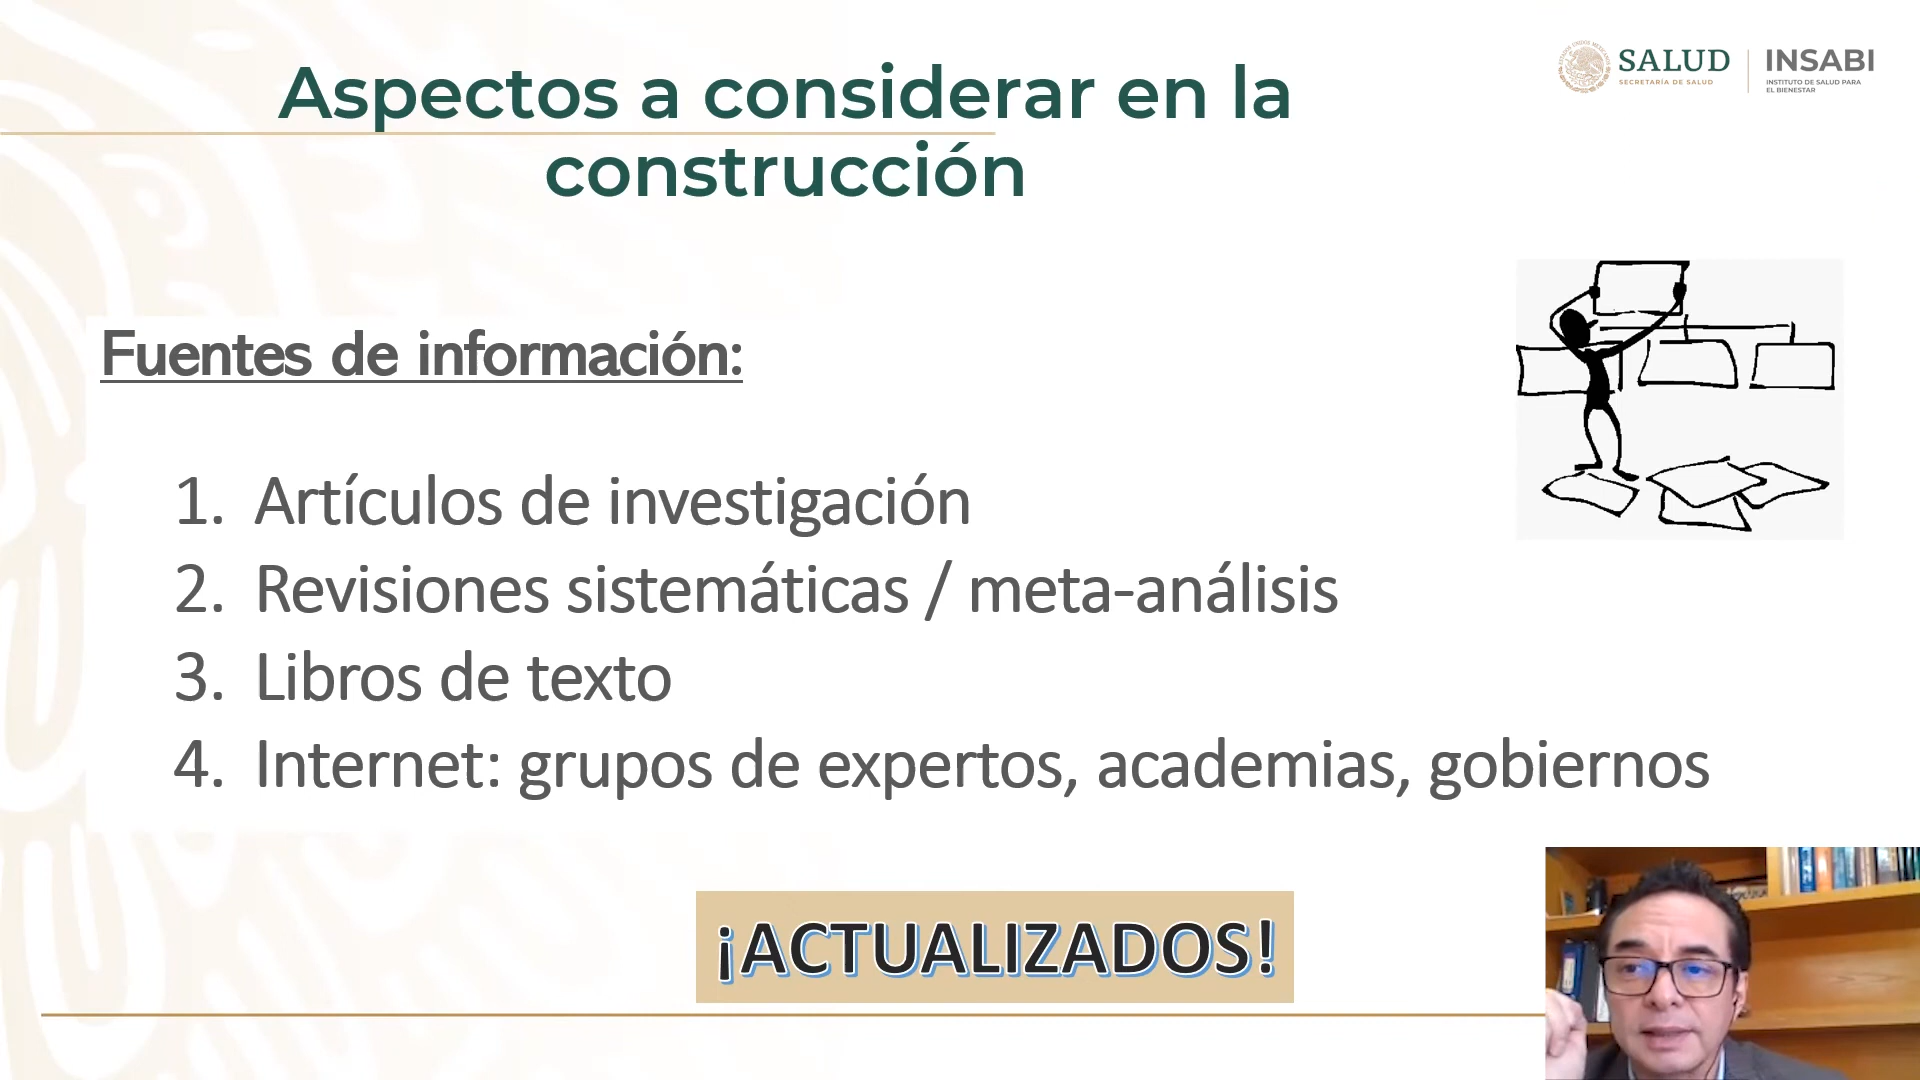 Aspectos a considerar en la
construcción
SALUD
SECRETARÍA DE SALUD
INSABI
INSTITUTO DE SALUD PARA
EL BIENESTAR
Fuentes de información:
1. Artículos de investigación
2. Revisiones sistemáticas / meta-análisis
3. Libros de texto
4. Internet: grupos de expertos, academias, gobiernos
¡ACTUALIZADOS!